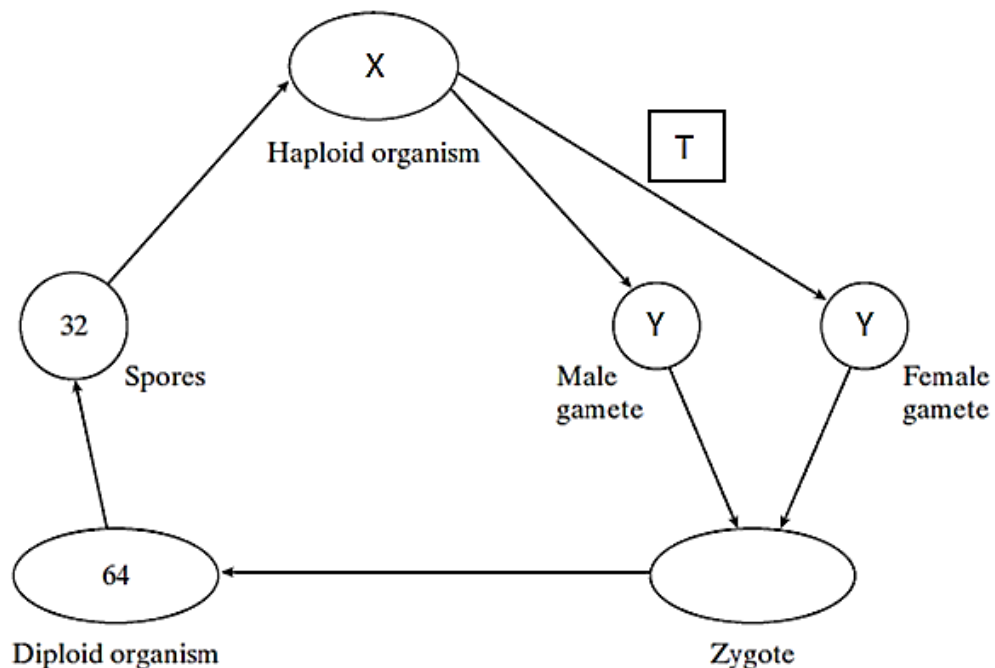 X
Haploid organism
T
32
Spores
Y
Male
gamete
Y
Female
gamete
64
Diploid organism
Zygote